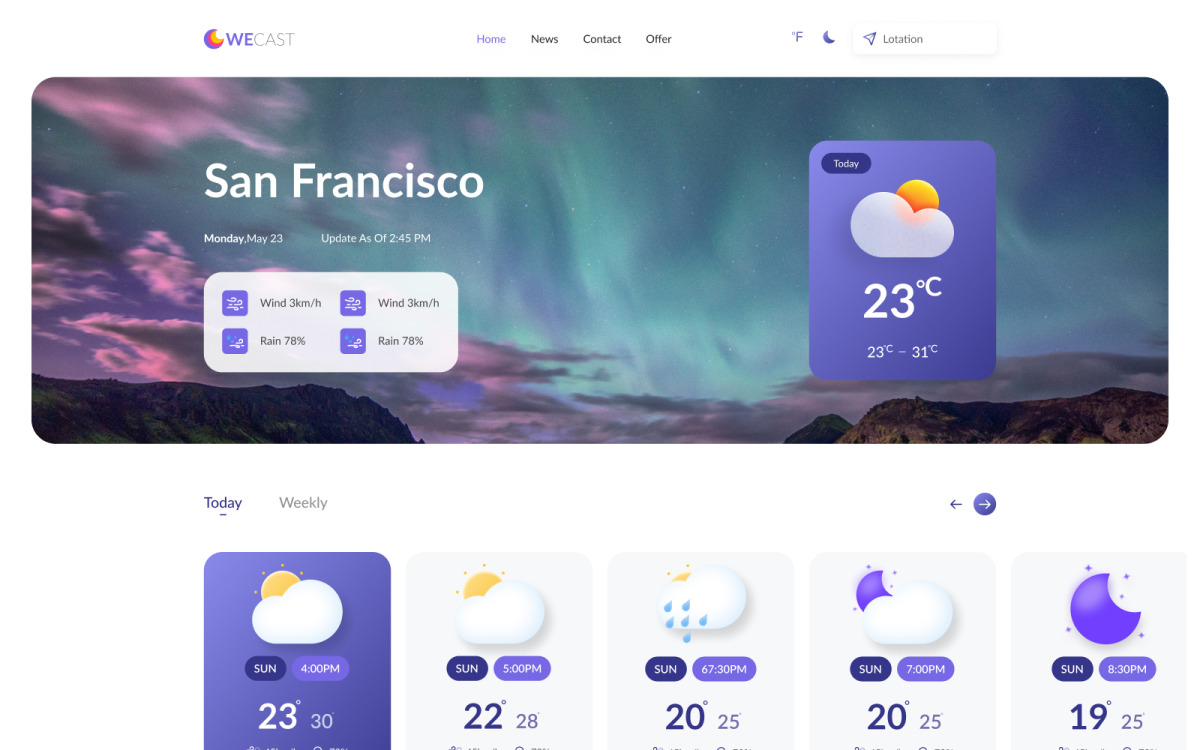 WECAST
Home News Contact Offer
°F
Lotation
San Francisco
Monday,May 23 Update As Of 2:45 PM
Wind 3km/h Wind 3km/h
Rain 78% Rain 78%
Today
23°C
23°C – 31°C
Today Weekly
SUN 4:00PM
23° 30°
SUN 5:00PM
22° 28°
SUN 67:30PM
20° 25°
SUN 7:00PM
20° 25°
SUN 8:30PM
19° 25°